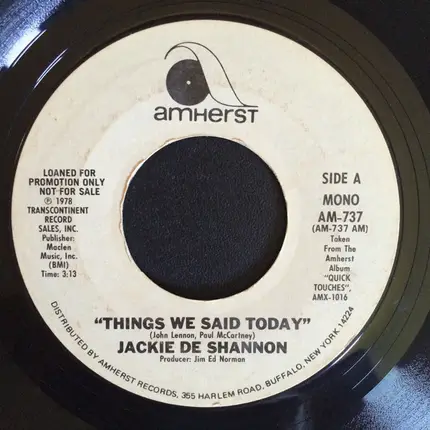 amherst
LOANED FOR
PROMOTION ONLY
NOT FOR SALE
℗ 1978
TRANSCONTINENT
RECORD
SALES, INC.
Publisher:
Maclen
Music, Inc.
(BMI)
Time: 3:13
SIDE A
MONO
AM-737
(AM-737 AM)
Taken
From The
Amherst
Album
"QUICK
TOUCHES",
AMX-1016
"THINGS WE SAID TODAY"
(John Lennon, Paul McCartney)
JACKIE DE SHANNON
Producer: Jim Ed Norman
DISTRIBUTED BY AMHERST RECORDS, 355 HARLEM ROAD, BUFFALO, NEW YORK 14224